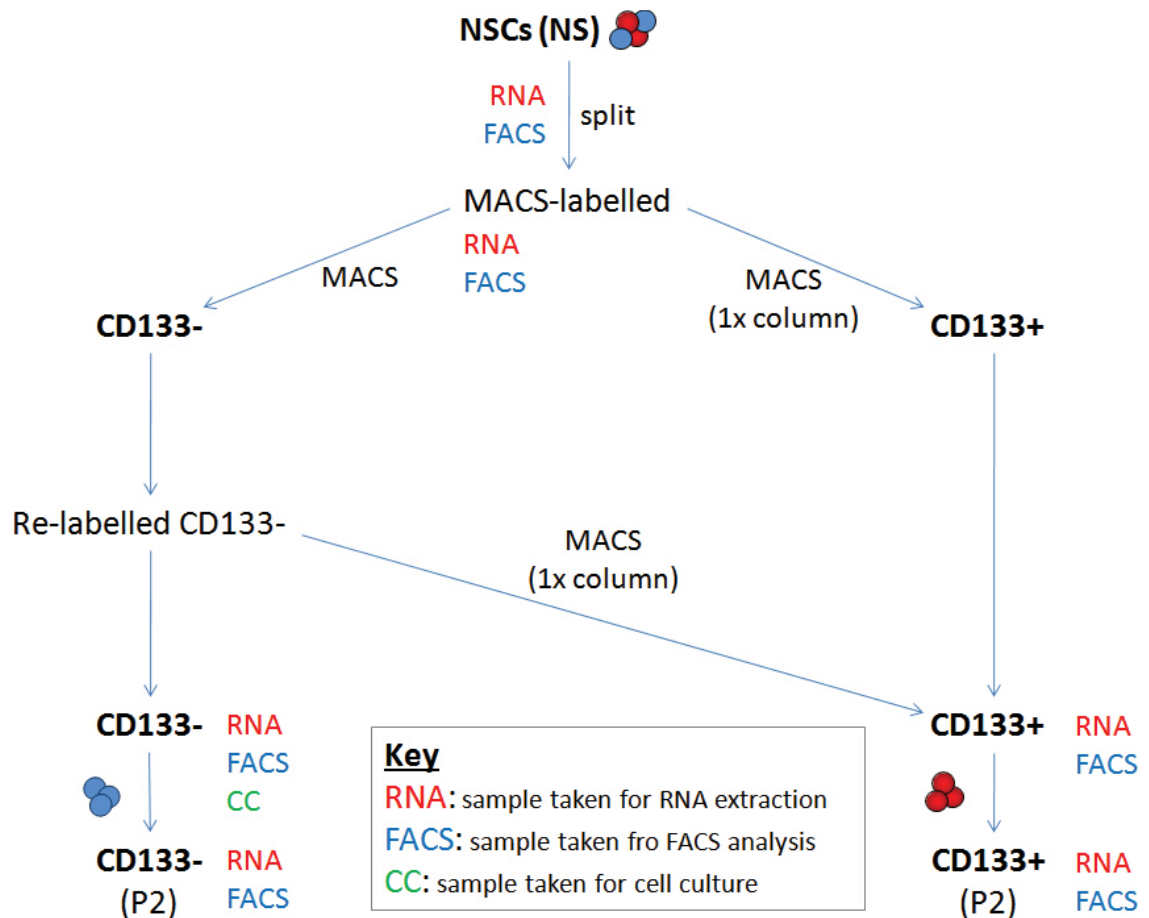 NSCs (NS)
RNA
FACS
split
MACS-labelled
RNA
FACS
MACS
MACS
(1x column)
CD133-
CD133+
Re-labelled CD133-
MACS
(1x column)
CD133-
RNA
FACS
CC
CD133+
RNA
FACS
Key
RNA: sample taken for RNA extraction
FACS: sample taken fro FACS analysis
CC: sample taken for cell culture
CD133-
(P2)
RNA
FACS
CD133+
(P2)
RNA
FACS